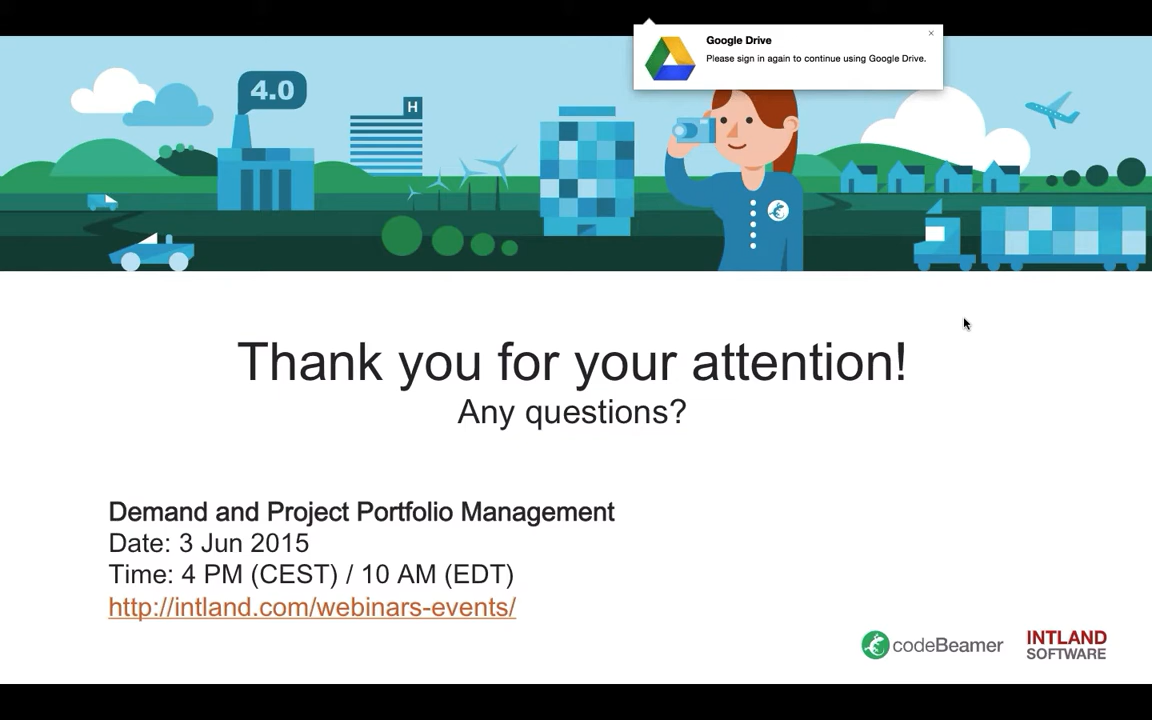 Google Drive
Please sign in again to continue using Google Drive.
4.0
H
Thank you for your attention!
Any questions?
Demand and Project Portfolio Management
Date: 3 Jun 2015
Time: 4 PM (CEST) / 10 AM (EDT)
http://intland.com/webinars-events/
codeBeamer
INTLAND
SOFTWARE